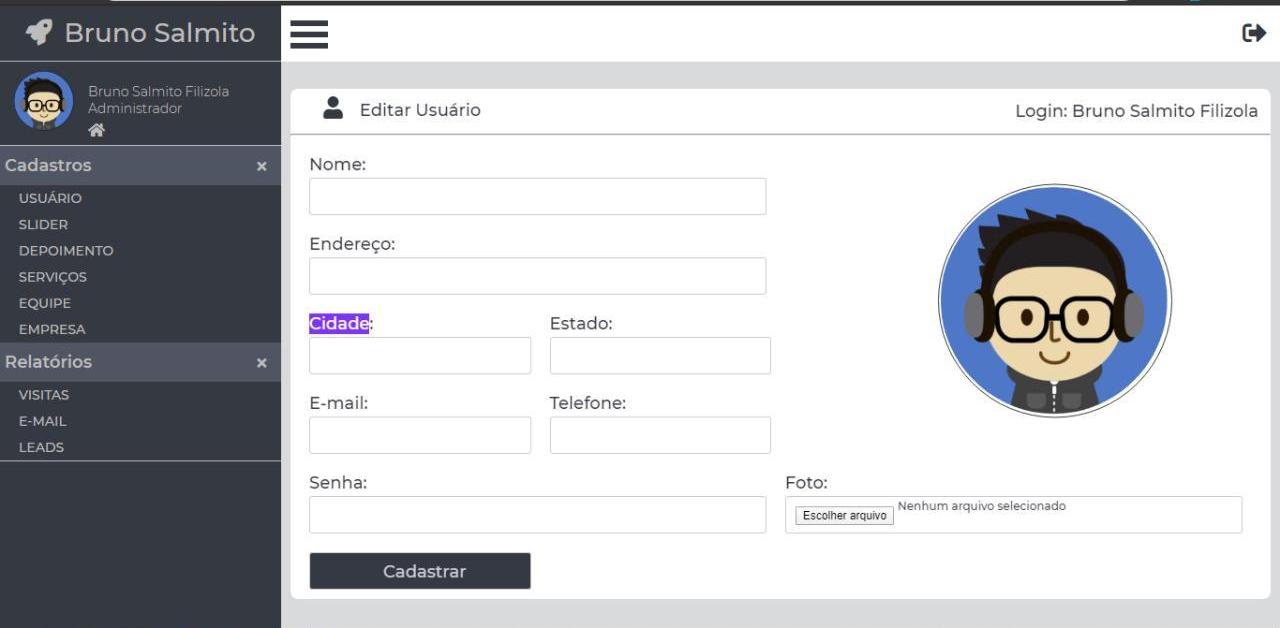 Bruno Salmito
Bruno Salmito Filizola
Administrador
Cadastros ×
USUÁRIO
SLIDER
DEPOIMENTO
SERVIÇOS
EQUIPE
EMPRESA
Relatórios ×
VISITAS
E-MAIL
LEADS
Editar Usuário
Login: Bruno Salmito Filizola
Nome:
Endereço:
Cidade: Estado:
E-mail: Telefone:
Senha: Foto:
Escolher arquivo Nenhum arquivo selecionado
Cadastrar